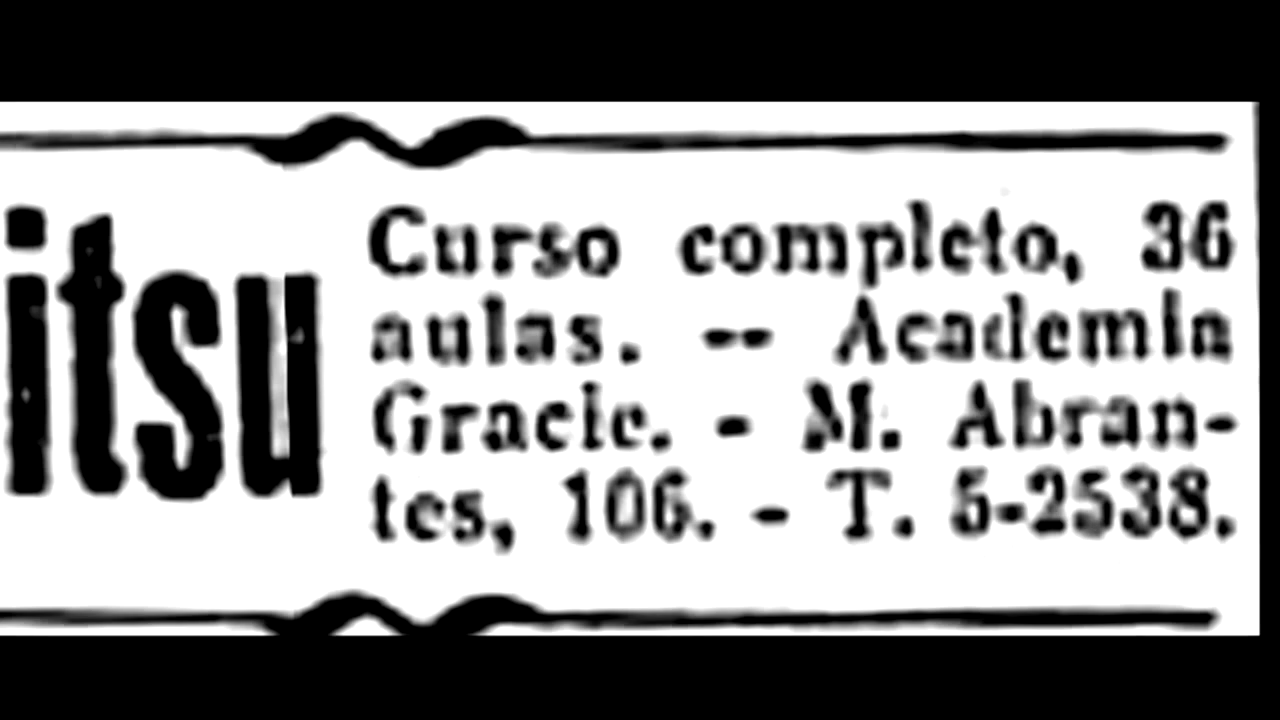 itsu
Curso completo, 36
aulas. -- Academia
Gracie. - M. Abran-
tes, 106. - T. 5-2538.